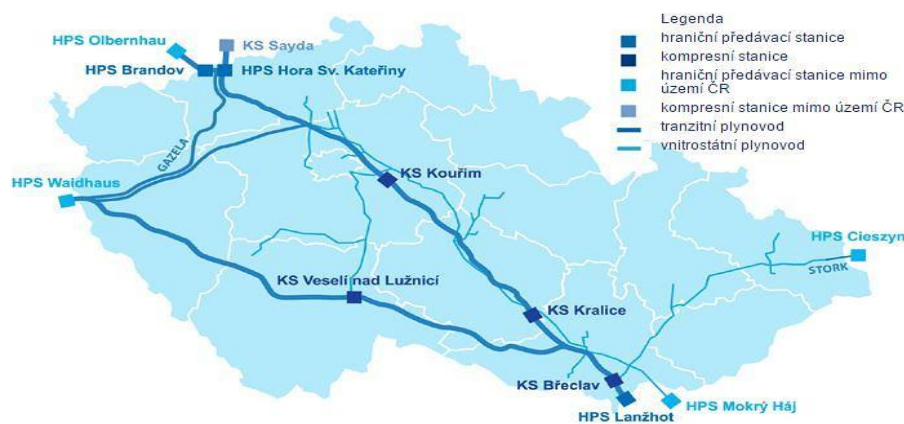 Legenda
hraniční předávací stanice
kompresní stanice
hraniční předávací stanice mimo
území ČR
kompresní stanice mimo území ČR
tranzitní plynovod
vnitrostátní plynovod
HPS Olbernhau
KS Sayda
HPS Brandov
HPS Hora Sv. Kateřiny
GAZELA
HPS Waidhaus
KS Kouřim
HPS Cieszyn
STORK
KS Veselí nad Lužnicí
KS Kralice
KS Břeclav
HPS Mokrý Háj
HPS Lanžhot